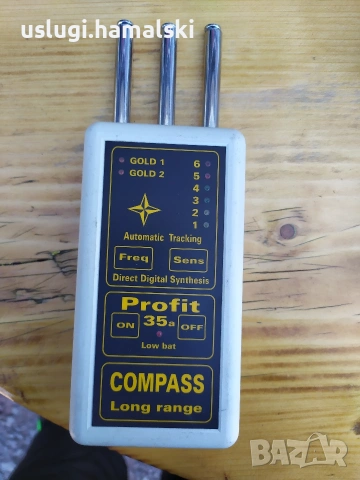 uslugi.hamalski
GOLD 1
GOLD 2
6
5
4
3
2
1
Automatic Tracking
Freq
Sens
Direct Digital Synthesis
Profit
ON
35a
OFF
Low bat
COMPASS
Long range
BAZAR